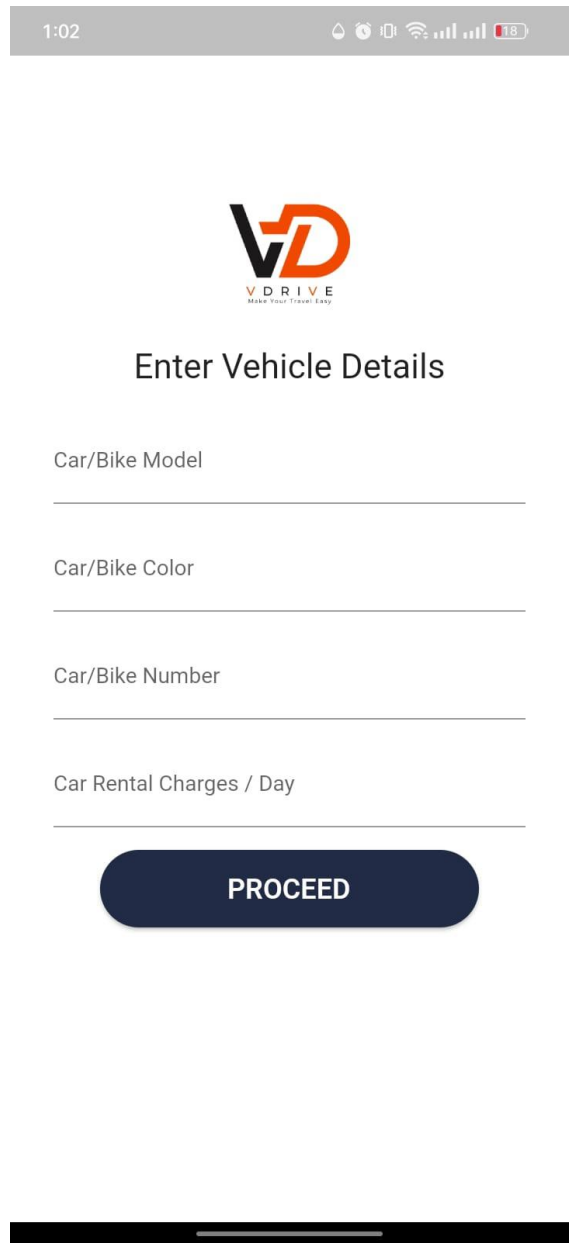 1:02
18
VD
VDRIVE
Make Your Travel Easy
Enter Vehicle Details
Car/Bike Model
Car/Bike Color
Car/Bike Number
Car Rental Charges / Day
PROCEED